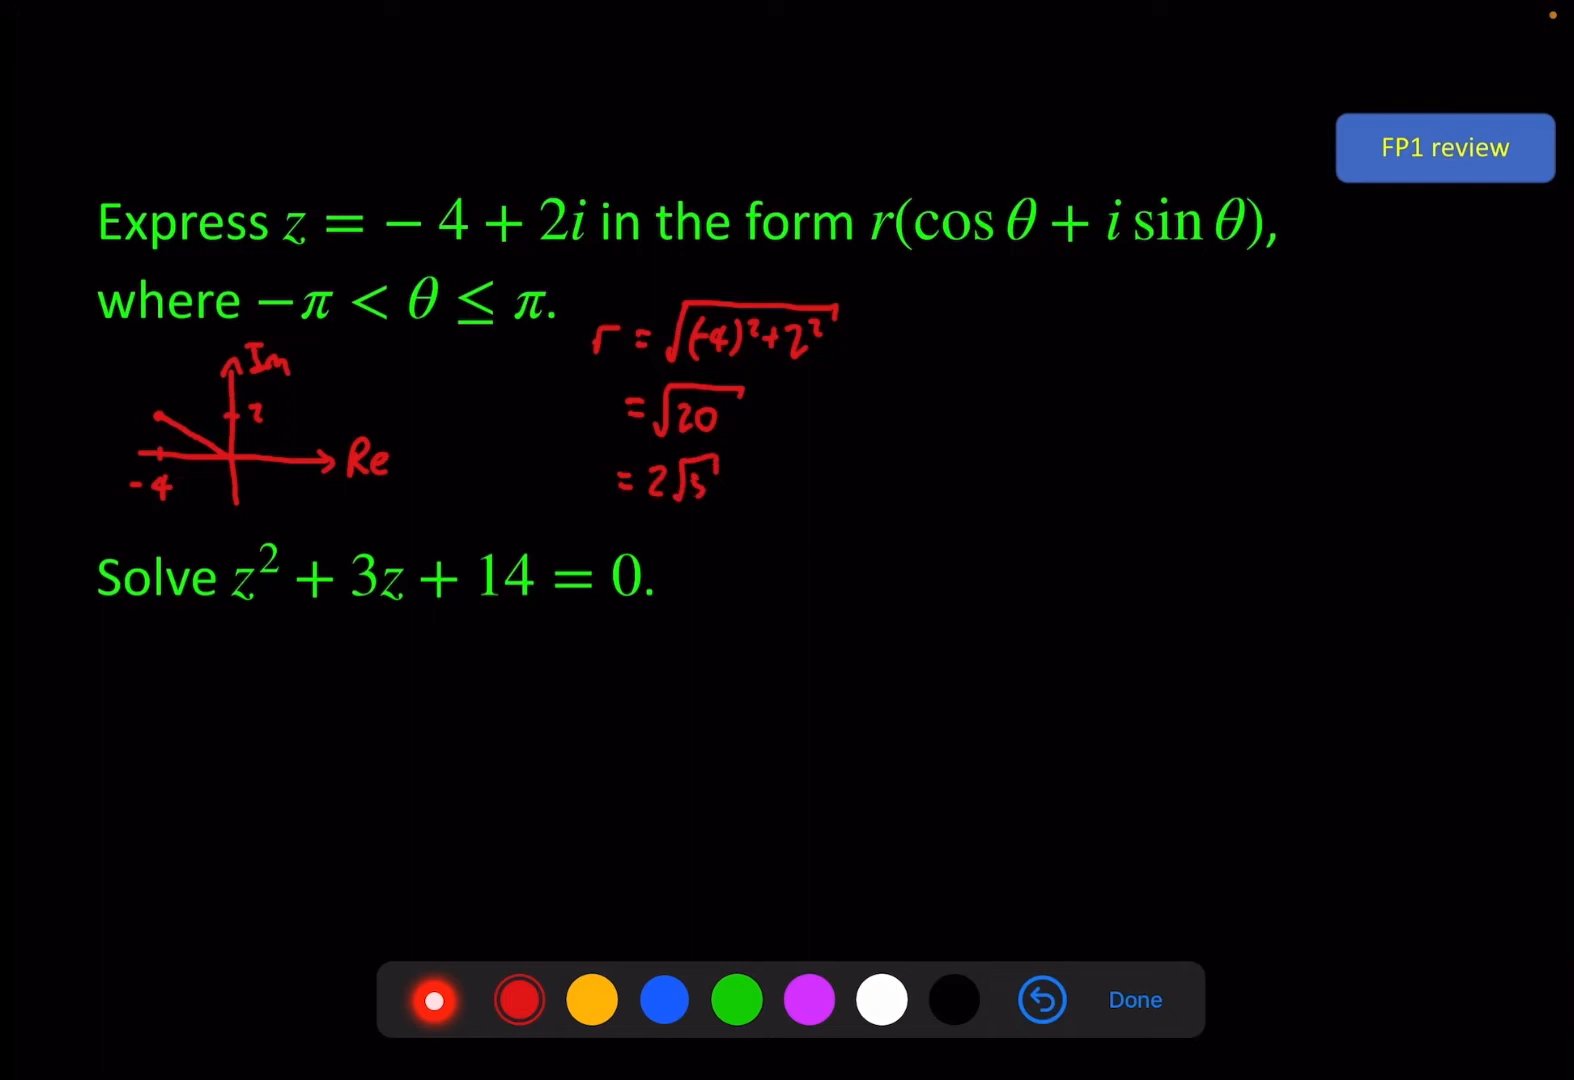 FP1 review
Express z = − 4 + 2i in the form r(cos θ + i sin θ),
where −π < θ ≤ π.
r = √((-4)²+2²)
= √20
= 2√5
Im
2
Re
-4
Solve z² + 3z + 14 = 0.
Done